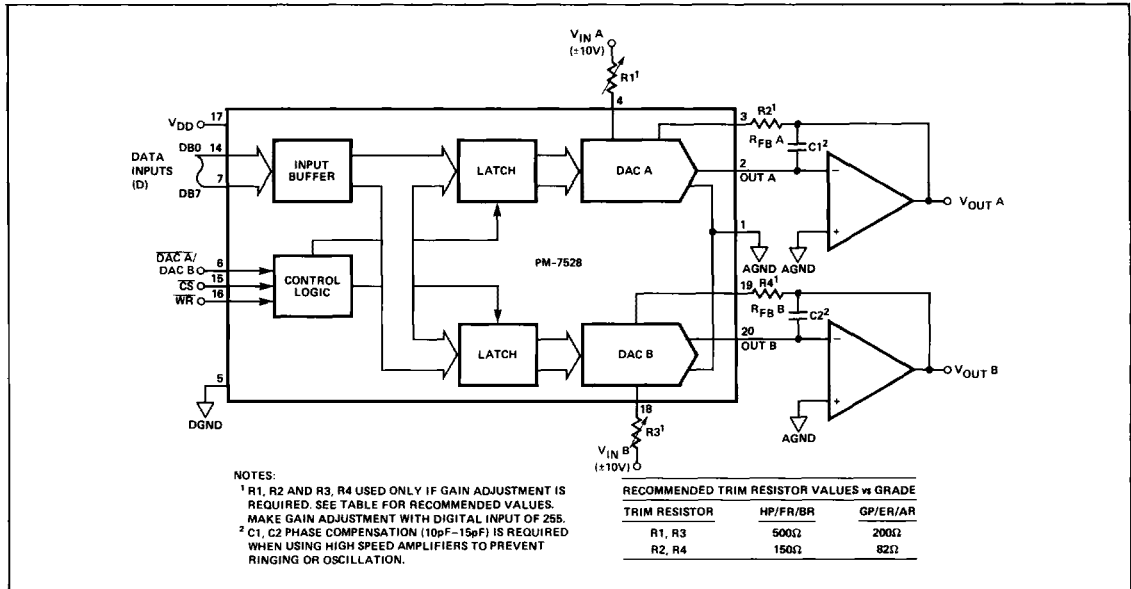 V_IN A
(±10V)
R1¹
4
V_DD 17
DATA INPUTS (D)
DB0 14
7
DB7
INPUT BUFFER
LATCH
DAC A
3
R2¹
R_FB A
C1²
2
OUT A
−
+
V_OUT A
1
AGND
AGND
PM-7528
D̅A̅C̅ ̅A̅/
DAC B 6
C̅S̅ 15
W̅R̅ 16
CONTROL LOGIC
19
R4¹
R_FB B
C2²
20
OUT B
−
+
V_OUT B
AGND
LATCH
DAC B
5
DGND
18
R3¹
V_IN B
(±10V)
NOTES:
¹ R1, R2 AND R3, R4 USED ONLY IF GAIN ADJUSTMENT IS
REQUIRED. SEE TABLE FOR RECOMMENDED VALUES.
MAKE GAIN ADJUSTMENT WITH DIGITAL INPUT OF 255.
² C1, C2 PHASE COMPENSATION (10pF–15pF) IS REQUIRED
WHEN USING HIGH SPEED AMPLIFIERS TO PREVENT
RINGING OR OSCILLATION.
RECOMMENDED TRIM RESISTOR VALUES vs GRADE
TRIM RESISTOR HP/FR/BR GP/ER/AR
R1, R3 500Ω 200Ω
R2, R4 150Ω 82Ω